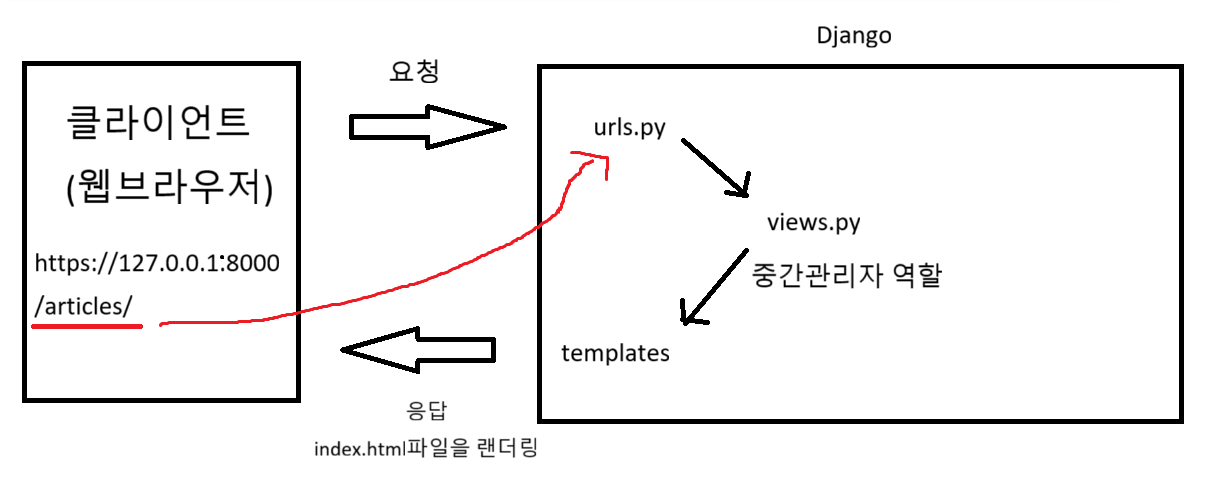 Django
요청
클라이언트
(웹브라우저)
https://127.0.0.1:8000
/articles/
urls.py
views.py
중간관리자 역할
templates
응답
index.html파일을 랜더링